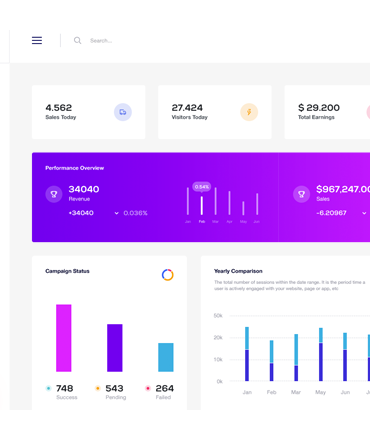 Search...
4.562
Sales Today
27.424
Visitors Today
$ 29.200
Total Earnings
Performance Overview
34040
Revenue
+34040
0.036%
0.54%
Jan Feb Mar Apr May Jun
$967,247.00
Sales
-6.20967
Campaign Status
748
Success
543
Pending
264
Failed
Yearly Comparison
The total number of sessions within the date range. It is the period time a
user is actively engaged with your website, page or app, etc
50k
20k
10k
0k
Jan Feb Mar May Jun